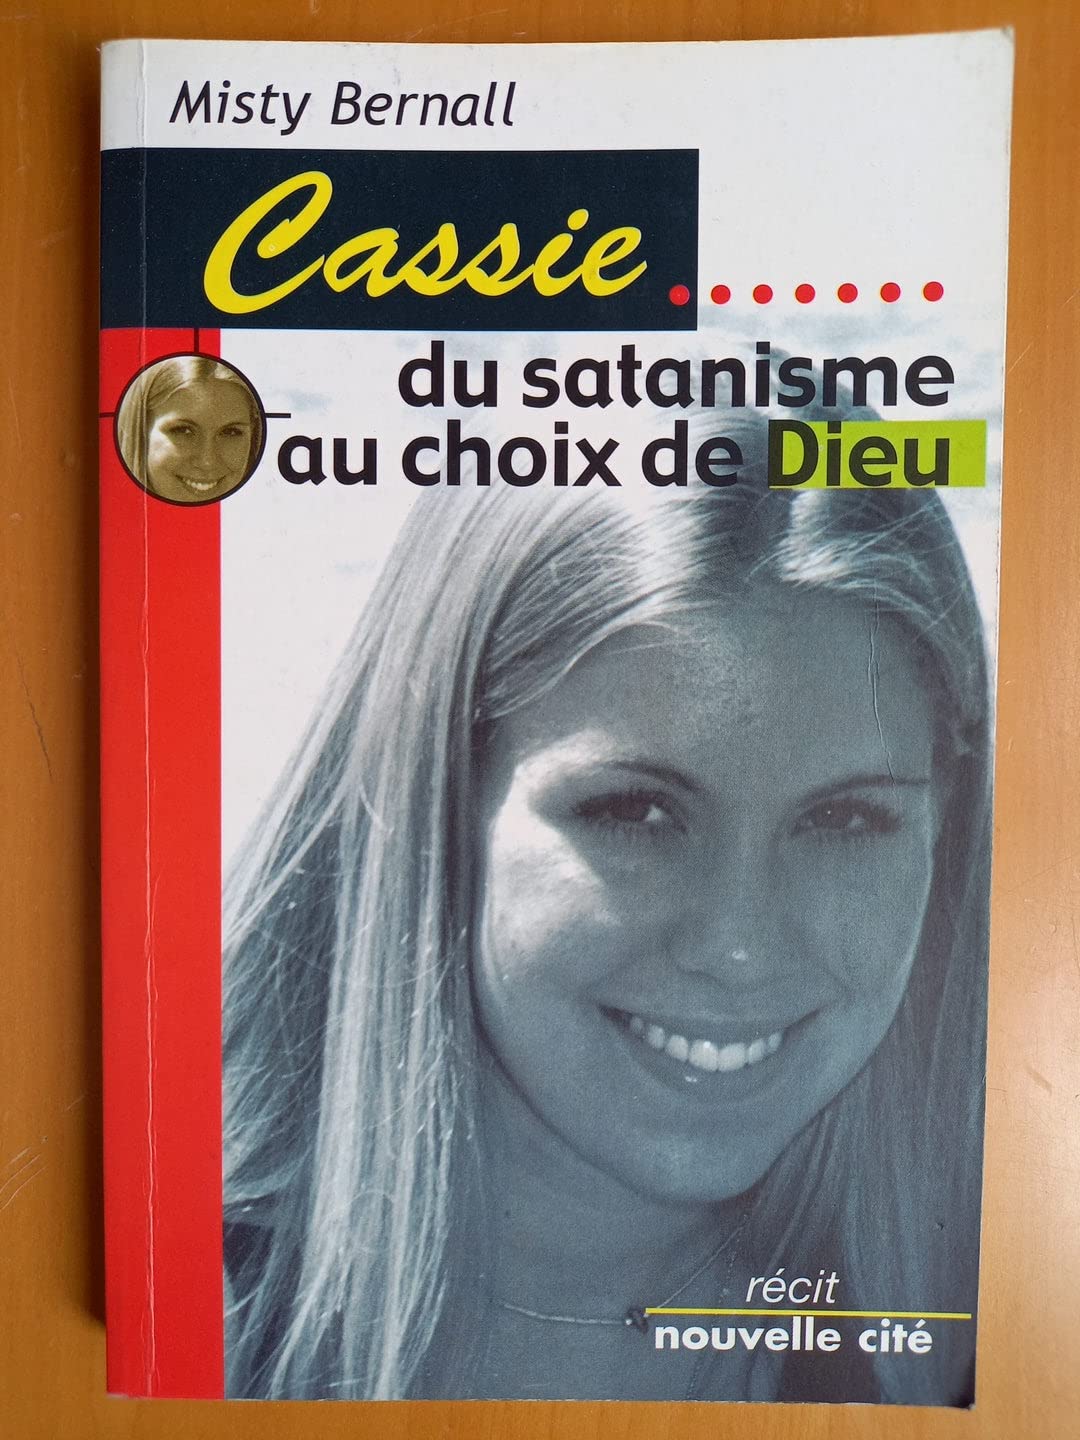 Misty Bernall
Cassie.......
du satanisme
au choix de Dieu
récit
nouvelle cité